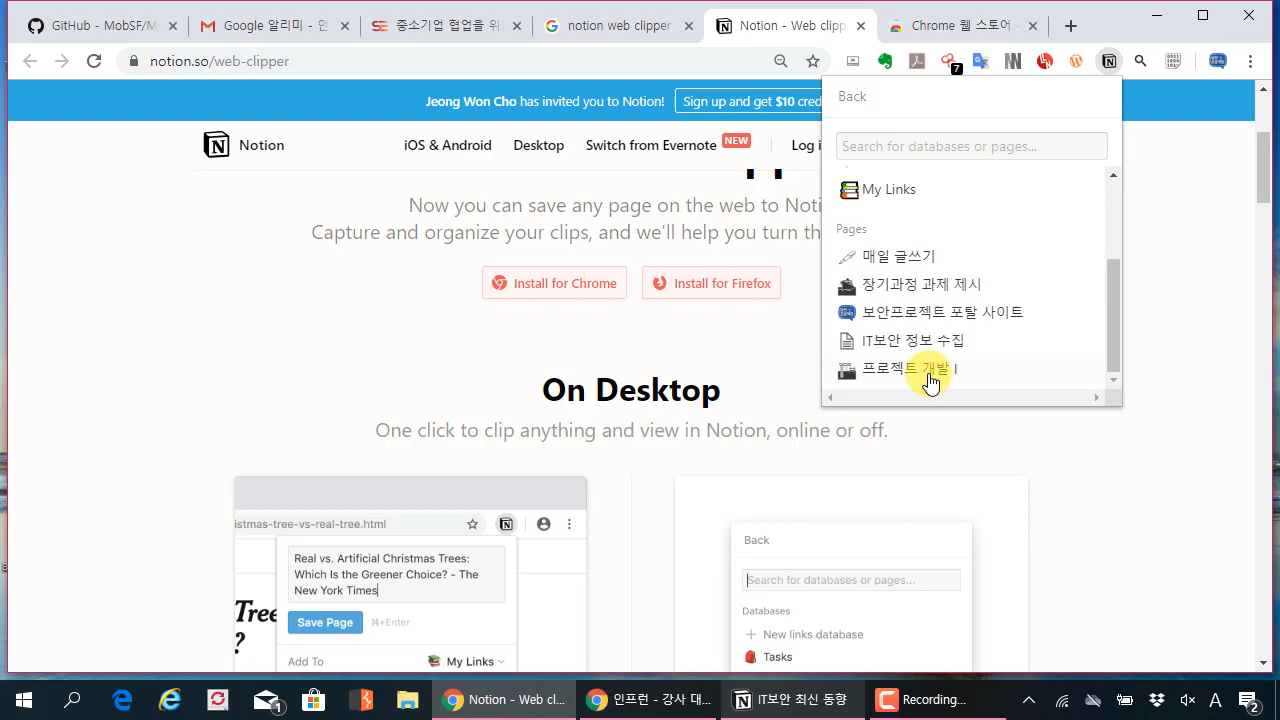 GitHub - MobSF/M
Google 알리미 - 인
중소기업 협업을 위
notion web clipper
Notion - Web clipp
Chrome 웹 스토어 -
notion.so/web-clipper
7
Jeong Won Cho has invited you to Notion!
Sign up and get $10 cred
Notion
iOS & Android
Desktop
Switch from Evernote
NEW
Log i
Now you can save any page on the web to Noti
Capture and organize your clips, and we'll help you turn th
Install for Chrome
Install for Firefox
Back
Search for databases or pages...
My Links
Pages
매일 글쓰기
장기과정 과제 제시
보안프로젝트 포탈 사이트
IT보안 정보 수집
프로젝트 개발 I
On Desktop
One click to clip anything and view in Notion, online or off.
istmas-tree-vs-real-tree.html
Real vs. Artificial Christmas Trees:
Which Is the Greener Choice? - The
New York Times
Tree
?
Save Page
⌘+Enter
Add To
My Links
Back
Search for databases or pages...
Databases
New links database
Tasks
1
Notion - Web cl...
인프런 - 강사 대...
IT보안 최신 동향
Recording...
A
2